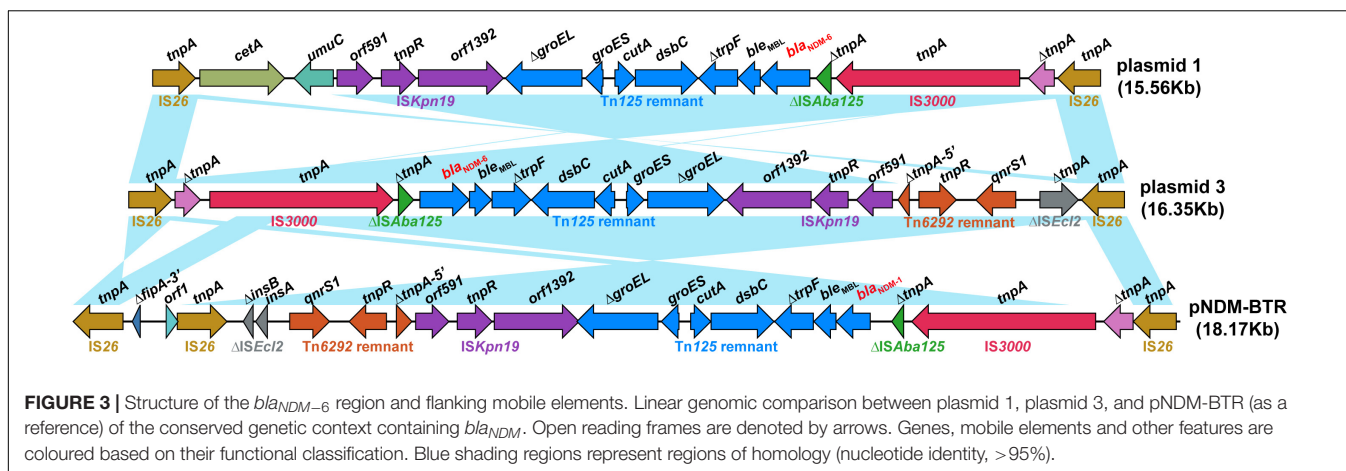 tnpA cetA umuC orf591 tnpR orf1392 ΔgroEL groES cutA dsbC ΔtrpF bleMBL blaNDM-6 ΔtnpA tnpA ΔtnpA tnpA
plasmid 1
(15.56Kb)
IS26 ISKpn19 Tn125 remnant ΔISAba125 IS3000 IS26
tnpA ΔtnpA tnpA ΔtnpA blaNDM-6 bleMBL ΔtrpF dsbC cutA groES ΔgroEL orf1392 tnpR orf591 ΔtnpA-5' tnpR qnrS1 ΔtnpA tnpA
plasmid 3
(16.35Kb)
IS26 IS3000 ΔISAba125 Tn125 remnant ISKpn19 Tn6292 remnant ΔISEcl2 IS26
tnpA ΔfipA-3' orf1 tnpA ΔinsB insA qnrS1 tnpR ΔtnpA-5' orf591 tnpR orf1392 ΔgroEL groES cutA dsbC ΔtrpF bleMBL blaNDM-1 ΔtnpA tnpA ΔtnpA tnpA
pNDM-BTR
(18.17Kb)
IS26 IS26 ΔISEcl2 Tn6292 remnant ISKpn19 Tn125 remnant ΔISAba125 IS3000 IS26
FIGURE 3 | Structure of the blaNDM−6 region and flanking mobile elements. Linear genomic comparison between plasmid 1, plasmid 3, and pNDM-BTR (as a
reference) of the conserved genetic context containing blaNDM. Open reading frames are denoted by arrows. Genes, mobile elements and other features are
coloured based on their functional classification. Blue shading regions represent regions of homology (nucleotide identity, >95%).